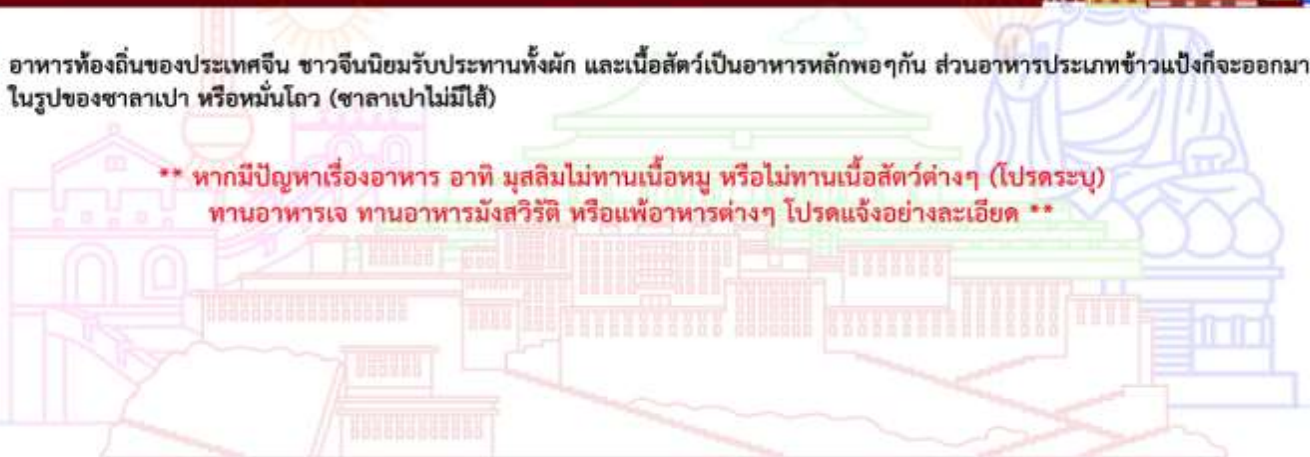 อาหารท้องถิ่นของประเทศจีน ชาวจีนนิยมรับประทานทั้งผัก และเนื้อสัตว์เป็นอาหารหลักพอๆกัน ส่วนอาหารประเภทข้าวแป้งก็จะออกมา
ในรูปของซาลาเปา หรือหมั่นโถว (ซาลาเปาไม่มีไส้)
** หากมีปัญหาเรื่องอาหาร อาทิ มุสลิมไม่ทานเนื้อหมู หรือไม่ทานเนื้อสัตว์ต่างๆ (โปรดระบุ)
ทานอาหารเจ ทานอาหารมังสวิรัติ หรือแพ้อาหารต่างๆ โปรดแจ้งอย่างละเอียด **